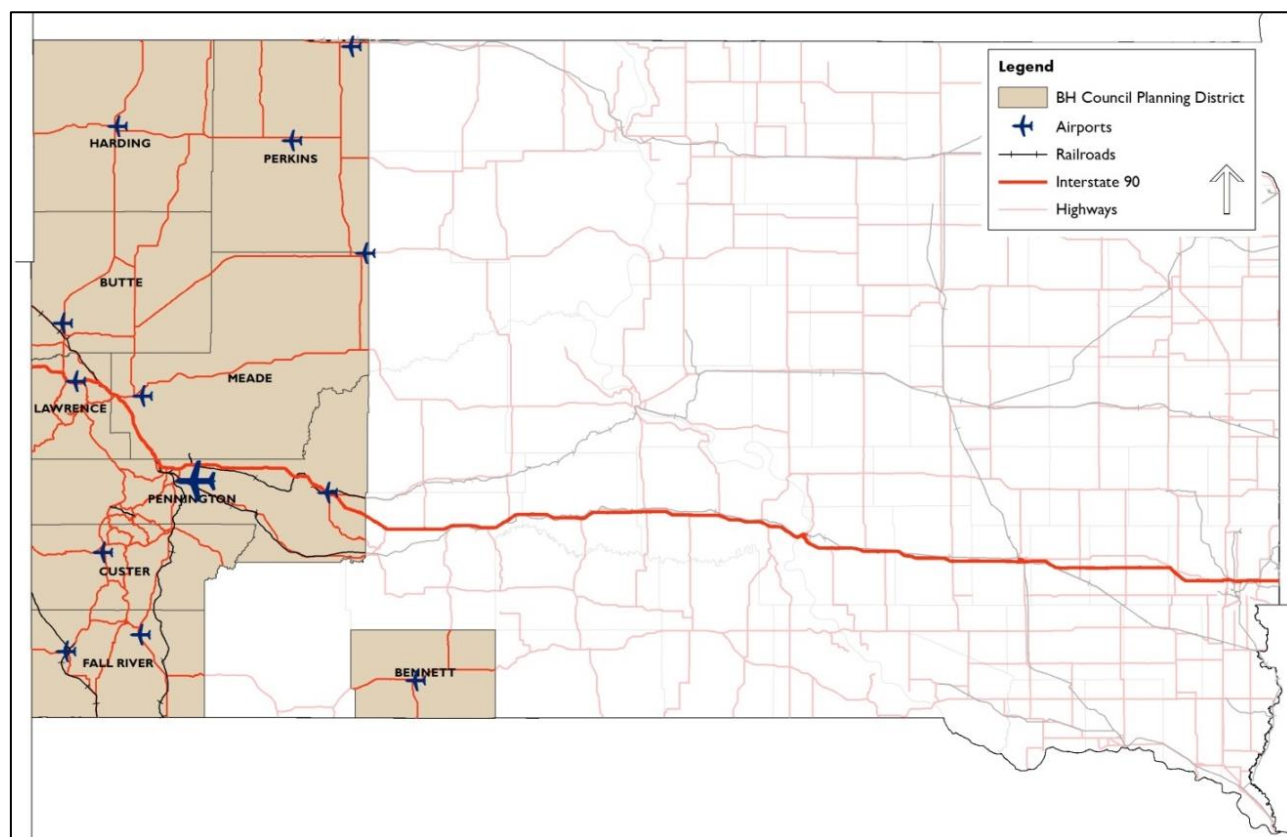 Legend
BH Council Planning District
Airports
Railroads
Interstate 90
Highways
HARDING
PERKINS
BUTTE
MEADE
LAWRENCE
PENNINGTON
CUSTER
FALL RIVER
BENNETT